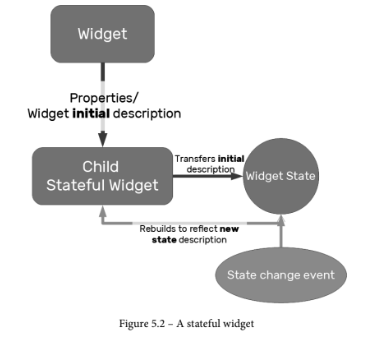 Widget
Properties/
Widget initial description
Child
Stateful Widget
Transfers initial
description
Widget State
Rebuilds to reflect new
state description
State change event
Figure 5.2 – A stateful widget